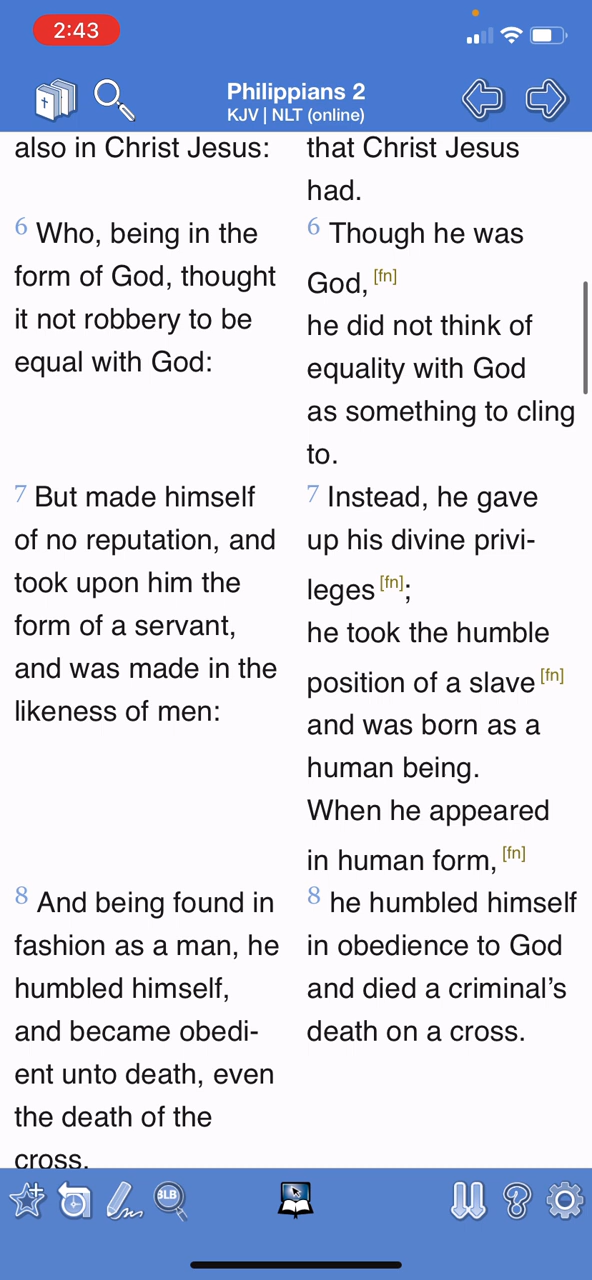 2:43
Philippians 2
KJV | NLT (online)
also in Christ Jesus:
6 Who, being in the
form of God, thought
it not robbery to be
equal with God:
7 But made himself
of no reputation, and
took upon him the
form of a servant,
and was made in the
likeness of men:
8 And being found in
fashion as a man, he
humbled himself,
and became obedi-
ent unto death, even
the death of the
cross.
that Christ Jesus
had.
6 Though he was
God, [fn]
he did not think of
equality with God
as something to cling
to.
7 Instead, he gave
up his divine privi-
leges [fn];
he took the humble
position of a slave [fn]
and was born as a
human being.
When he appeared
in human form, [fn]
8 he humbled himself
in obedience to God
and died a criminal’s
death on a cross.
BLB